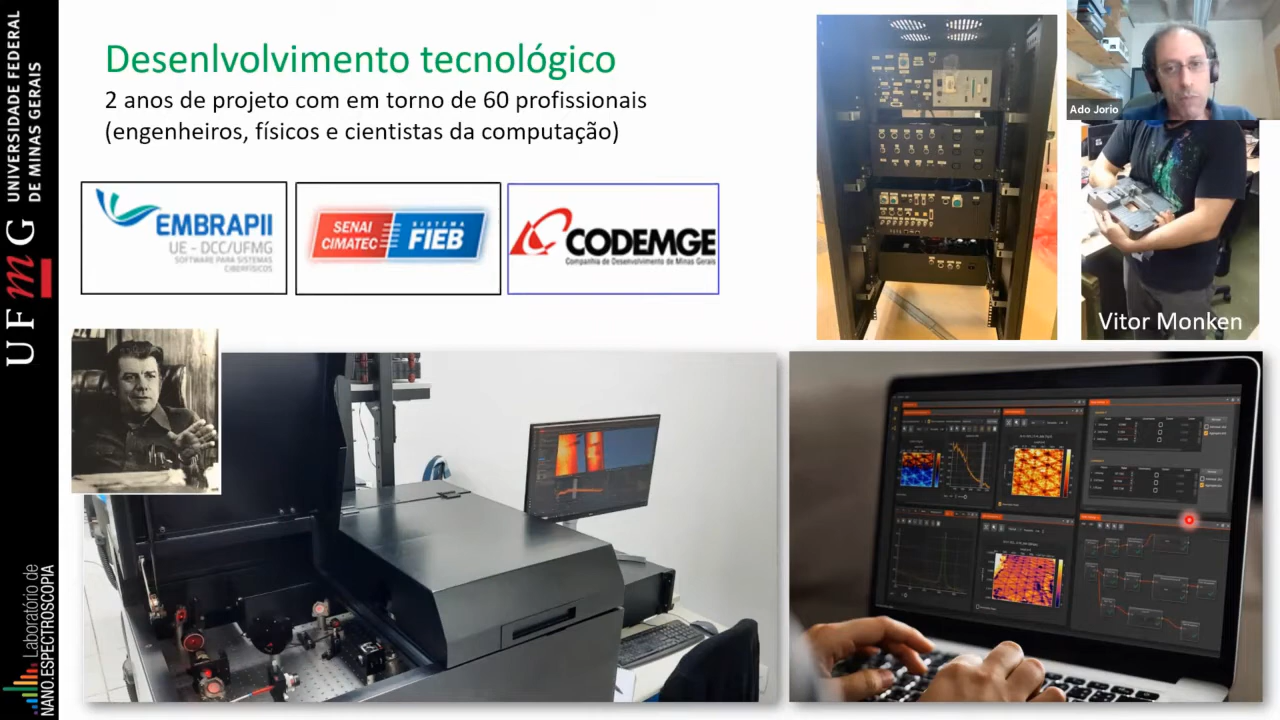 UNIVERSIDADE FEDERAL
DE MINAS GERAIS
UFmG
Laboratório de
NANO.ESPECTROSCOPIA
Desenlvolvimento tecnológico
2 anos de projeto com em torno de 60 profissionais
(engenheiros, físicos e cientistas da computação)
EMBRAPII
UE - DCC/UFMG
SOFTWARE PARA SISTEMAS
CIBERFÍSICOS
SENAI
CIMATEC
SISTEMA
FIEB
CODEMGE
Companhia de Desenvolvimento de Minas Gerais
Ado Jorio
Vitor Monken